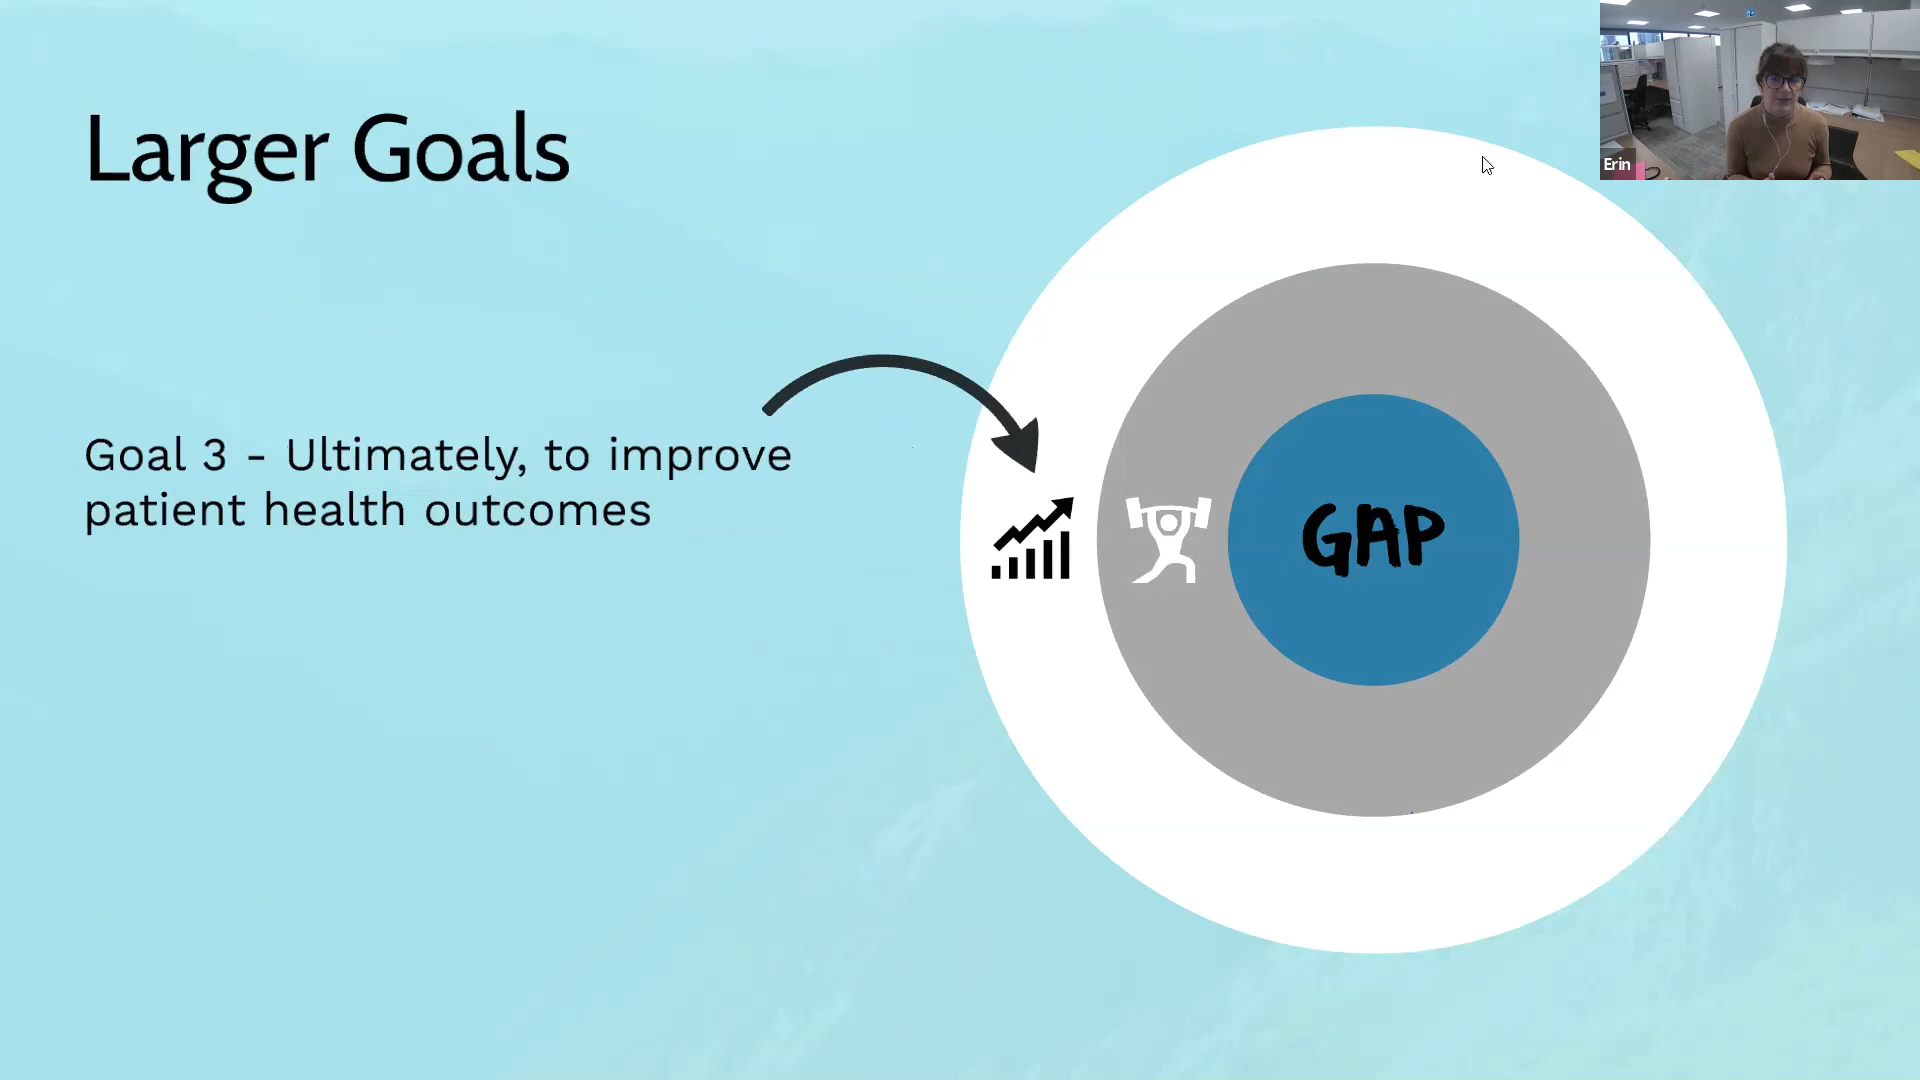 Larger Goals
Erin
Goal 3 - Ultimately, to improve
patient health outcomes
GAP